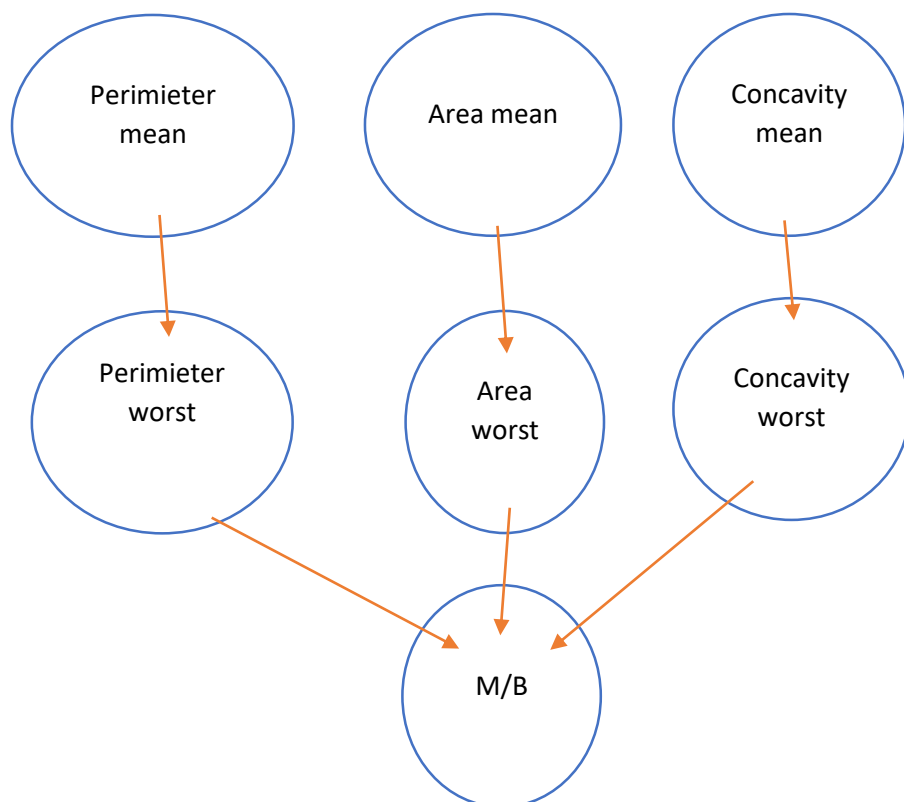 Perimieter
mean
Area mean
Concavity
mean
Perimieter
worst
Area
worst
Concavity
worst
M/B